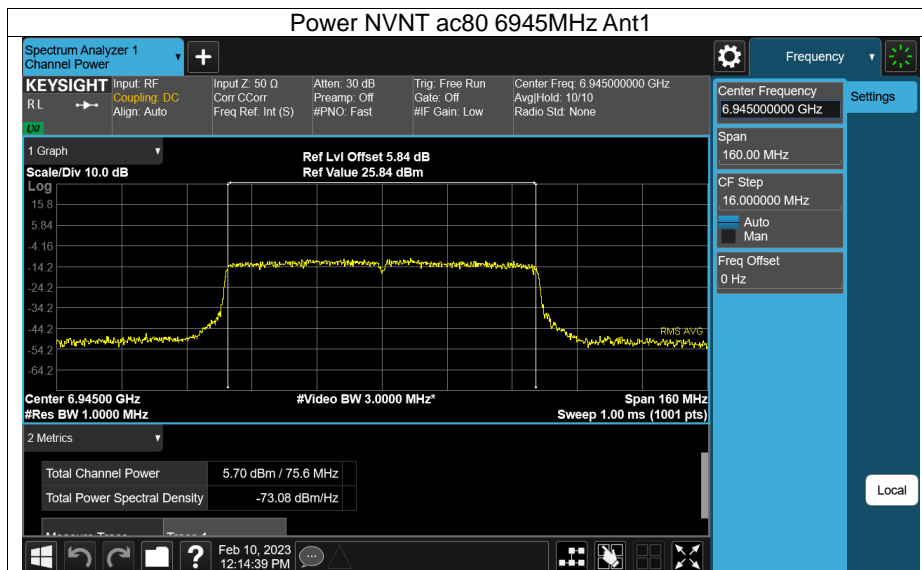 Power NVNT ac80 6945MHz Ant1
Spectrum Analyzer 1
Channel Power
+
Frequency
KEYSIGHT
RL
LXI
Input: RF
Coupling: DC
Align: Auto
Input Z: 50 Ω
Corr CCorr
Freq Ref: Int (S)
Atten: 30 dB
Preamp: Off
#PNO: Fast
Trig: Free Run
Gate: Off
#IF Gain: Low
Center Freq: 6.945000000 GHz
Avg|Hold: 10/10
Radio Std: None
Center Frequency
6.945000000 GHz
Settings
Span
160.00 MHz
CF Step
16.000000 MHz
Auto
Man
Freq Offset
0 Hz
1 Graph
Scale/Div 10.0 dB
Ref Lvl Offset 5.84 dB
Ref Value 25.84 dBm
Log
15.8
5.84
-4.16
-14.2
-24.2
-34.2
-44.2
-54.2
-64.2
RMS AVG
Center 6.94500 GHz
#Video BW 3.0000 MHz*
Span 160 MHz
#Res BW 1.0000 MHz
Sweep 1.00 ms (1001 pts)
2 Metrics
Total Channel Power 5.70 dBm / 75.6 MHz
Total Power Spectral Density -73.08 dBm/Hz
Local
?
Feb 10, 2023
12:14:39 PM